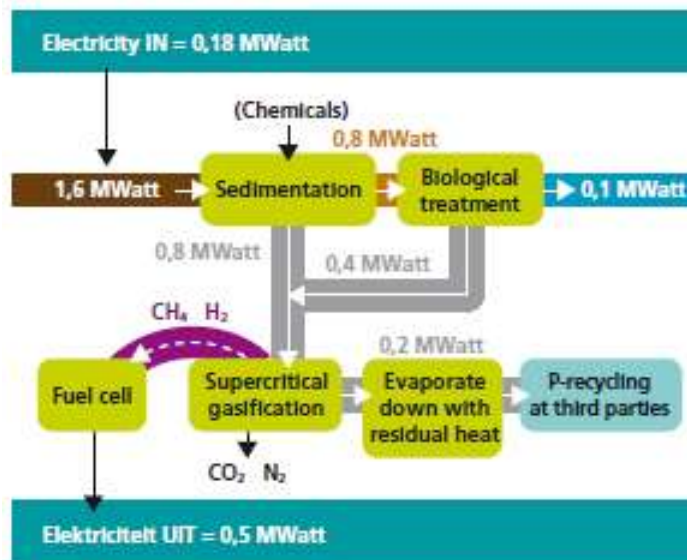 Electricity IN = 0,18 MWatt
(Chemicals)
0,8 MWatt
1,6 MWatt
Sedimentation
Biological
treatment
0,1 MWatt
0,8 MWatt
0,4 MWatt
CH₄ H₂
0,2 MWatt
Fuel cell
Supercritical
gasification
Evaporate
down with
residual heat
P-recycling
at third parties
CO₂ N₂
Elektriciteit UIT = 0,5 MWatt